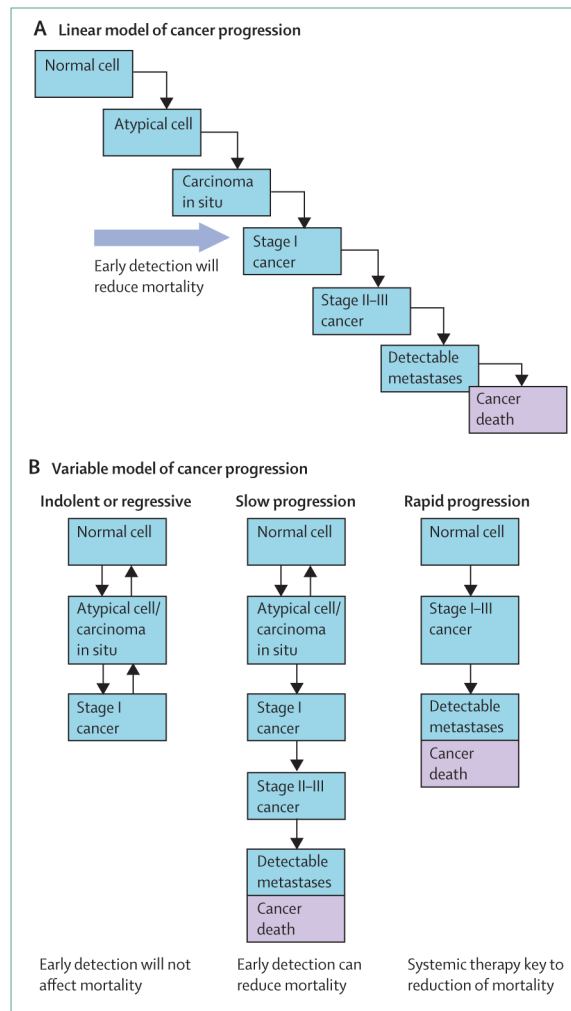 A Linear model of cancer progression
Normal cell
Atypical cell
Carcinoma
in situ
Early detection will
reduce mortality
Stage I
cancer
Stage II–III
cancer
Detectable
metastases
Cancer
death
B Variable model of cancer progression
Indolent or regressive
Normal cell
Atypical cell/
carcinoma
in situ
Stage I
cancer
Early detection will not
affect mortality
Slow progression
Normal cell
Atypical cell/
carcinoma
in situ
Stage I
cancer
Stage II–III
cancer
Detectable
metastases
Cancer
death
Early detection can
reduce mortality
Rapid progression
Normal cell
Stage I–III
cancer
Detectable
metastases
Cancer
death
Systemic therapy key to
reduction of mortality